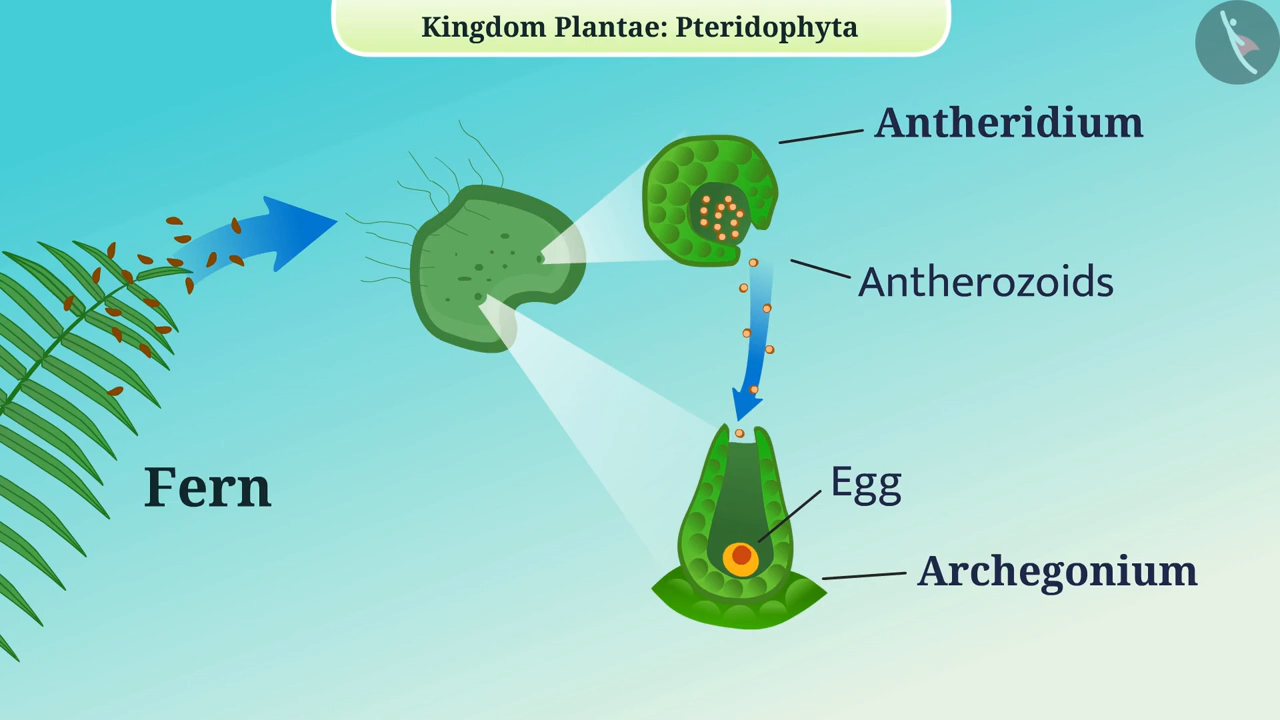 Kingdom Plantae: Pteridophyta
Antheridium
Antherozoids
Fern
Egg
Archegonium